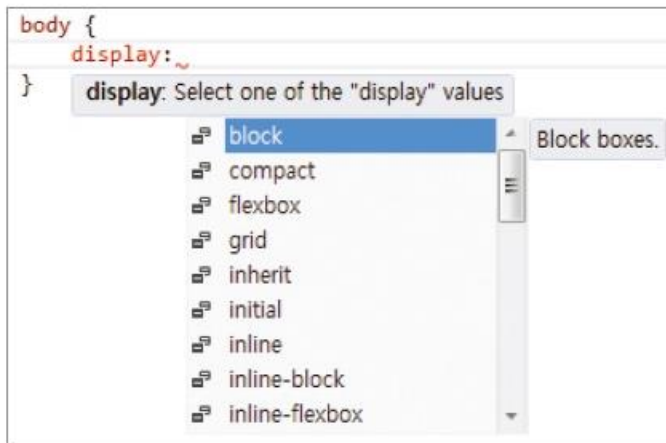 body {
display:
}
display: Select one of the "display" values
block
Block boxes.
compact
flexbox
grid
inherit
initial
inline
inline-block
inline-flexbox